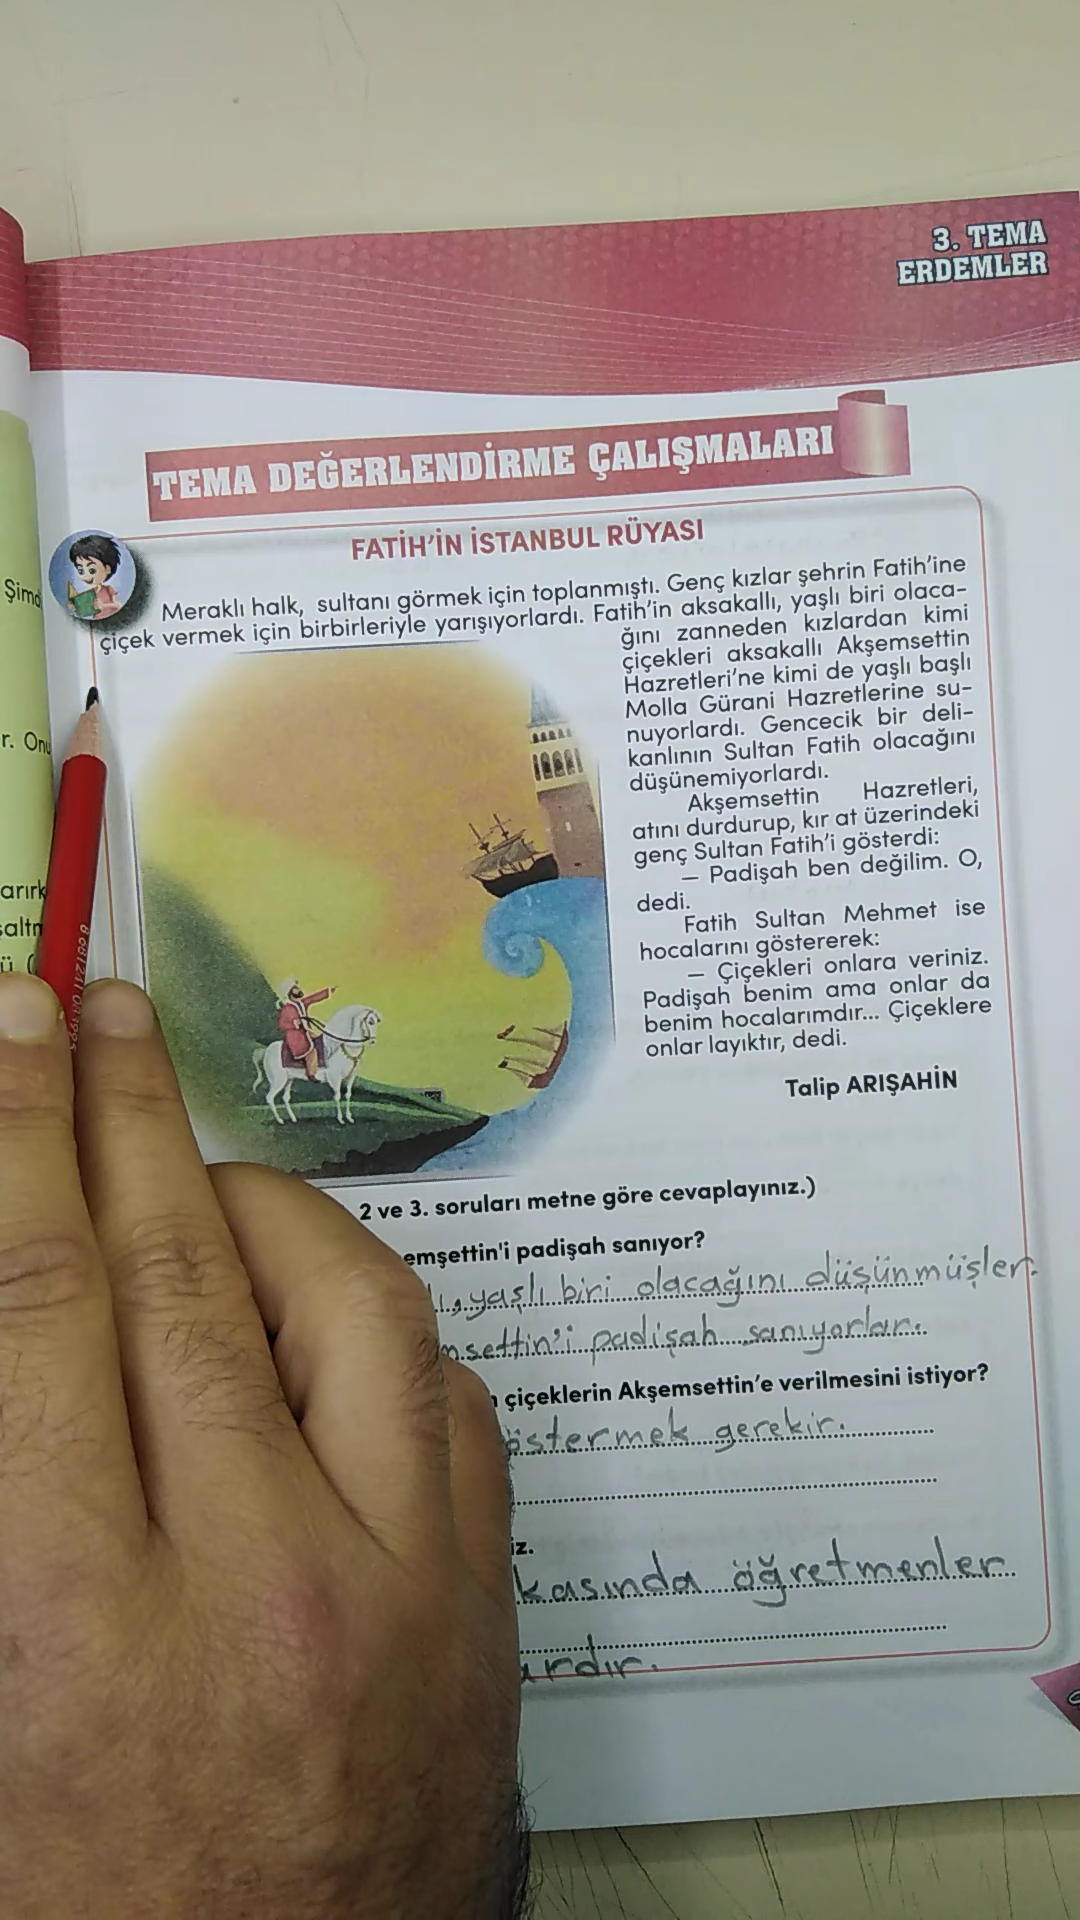 3. TEMA
ERDEMLER
TEMA DEĞERLENDİRME ÇALIŞMALARI
FATİH'İN İSTANBUL RÜYASI
Meraklı halk, sultanı görmek için toplanmıştı. Genç kızlar şehrin Fatih'ine
çiçek vermek için birbirleriyle yarışıyorlardı. Fatih'in aksakallı, yaşlı biri olaca-
ğını zanneden kızlardan kimi
çiçekleri aksakallı Akşemsettin
Hazretleri'ne kimi de yaşlı başlı
Molla Gürani Hazretlerine su-
nuyorlardı. Gencecik bir deli-
kanlının Sultan Fatih olacağını
düşünemiyorlardı.
Akşemsettin Hazretleri,
atını durdurup, kır at üzerindeki
genç Sultan Fatih'i gösterdi:
— Padişah ben değilim. O,
dedi.
Fatih Sultan Mehmet ise
hocalarını göstererek:
— Çiçekleri onlara veriniz.
Padişah benim ama onlar da
benim hocalarımdır... Çiçeklere
onlar layıktır, dedi.
Talip ARIŞAHİN
2 ve 3. soruları metne göre cevaplayınız.)
emşettin'i padişah sanıyor?
yaşlı biri olacağını düşünmüşler.
padişah sanıyorlar.
çiçeklerin Akşemsettin'e verilmesini istiyor?
östermek gerekir.
iz.
kasında öğretmenler
ardır.
Şimd
r. Onu
arırk
şaltm